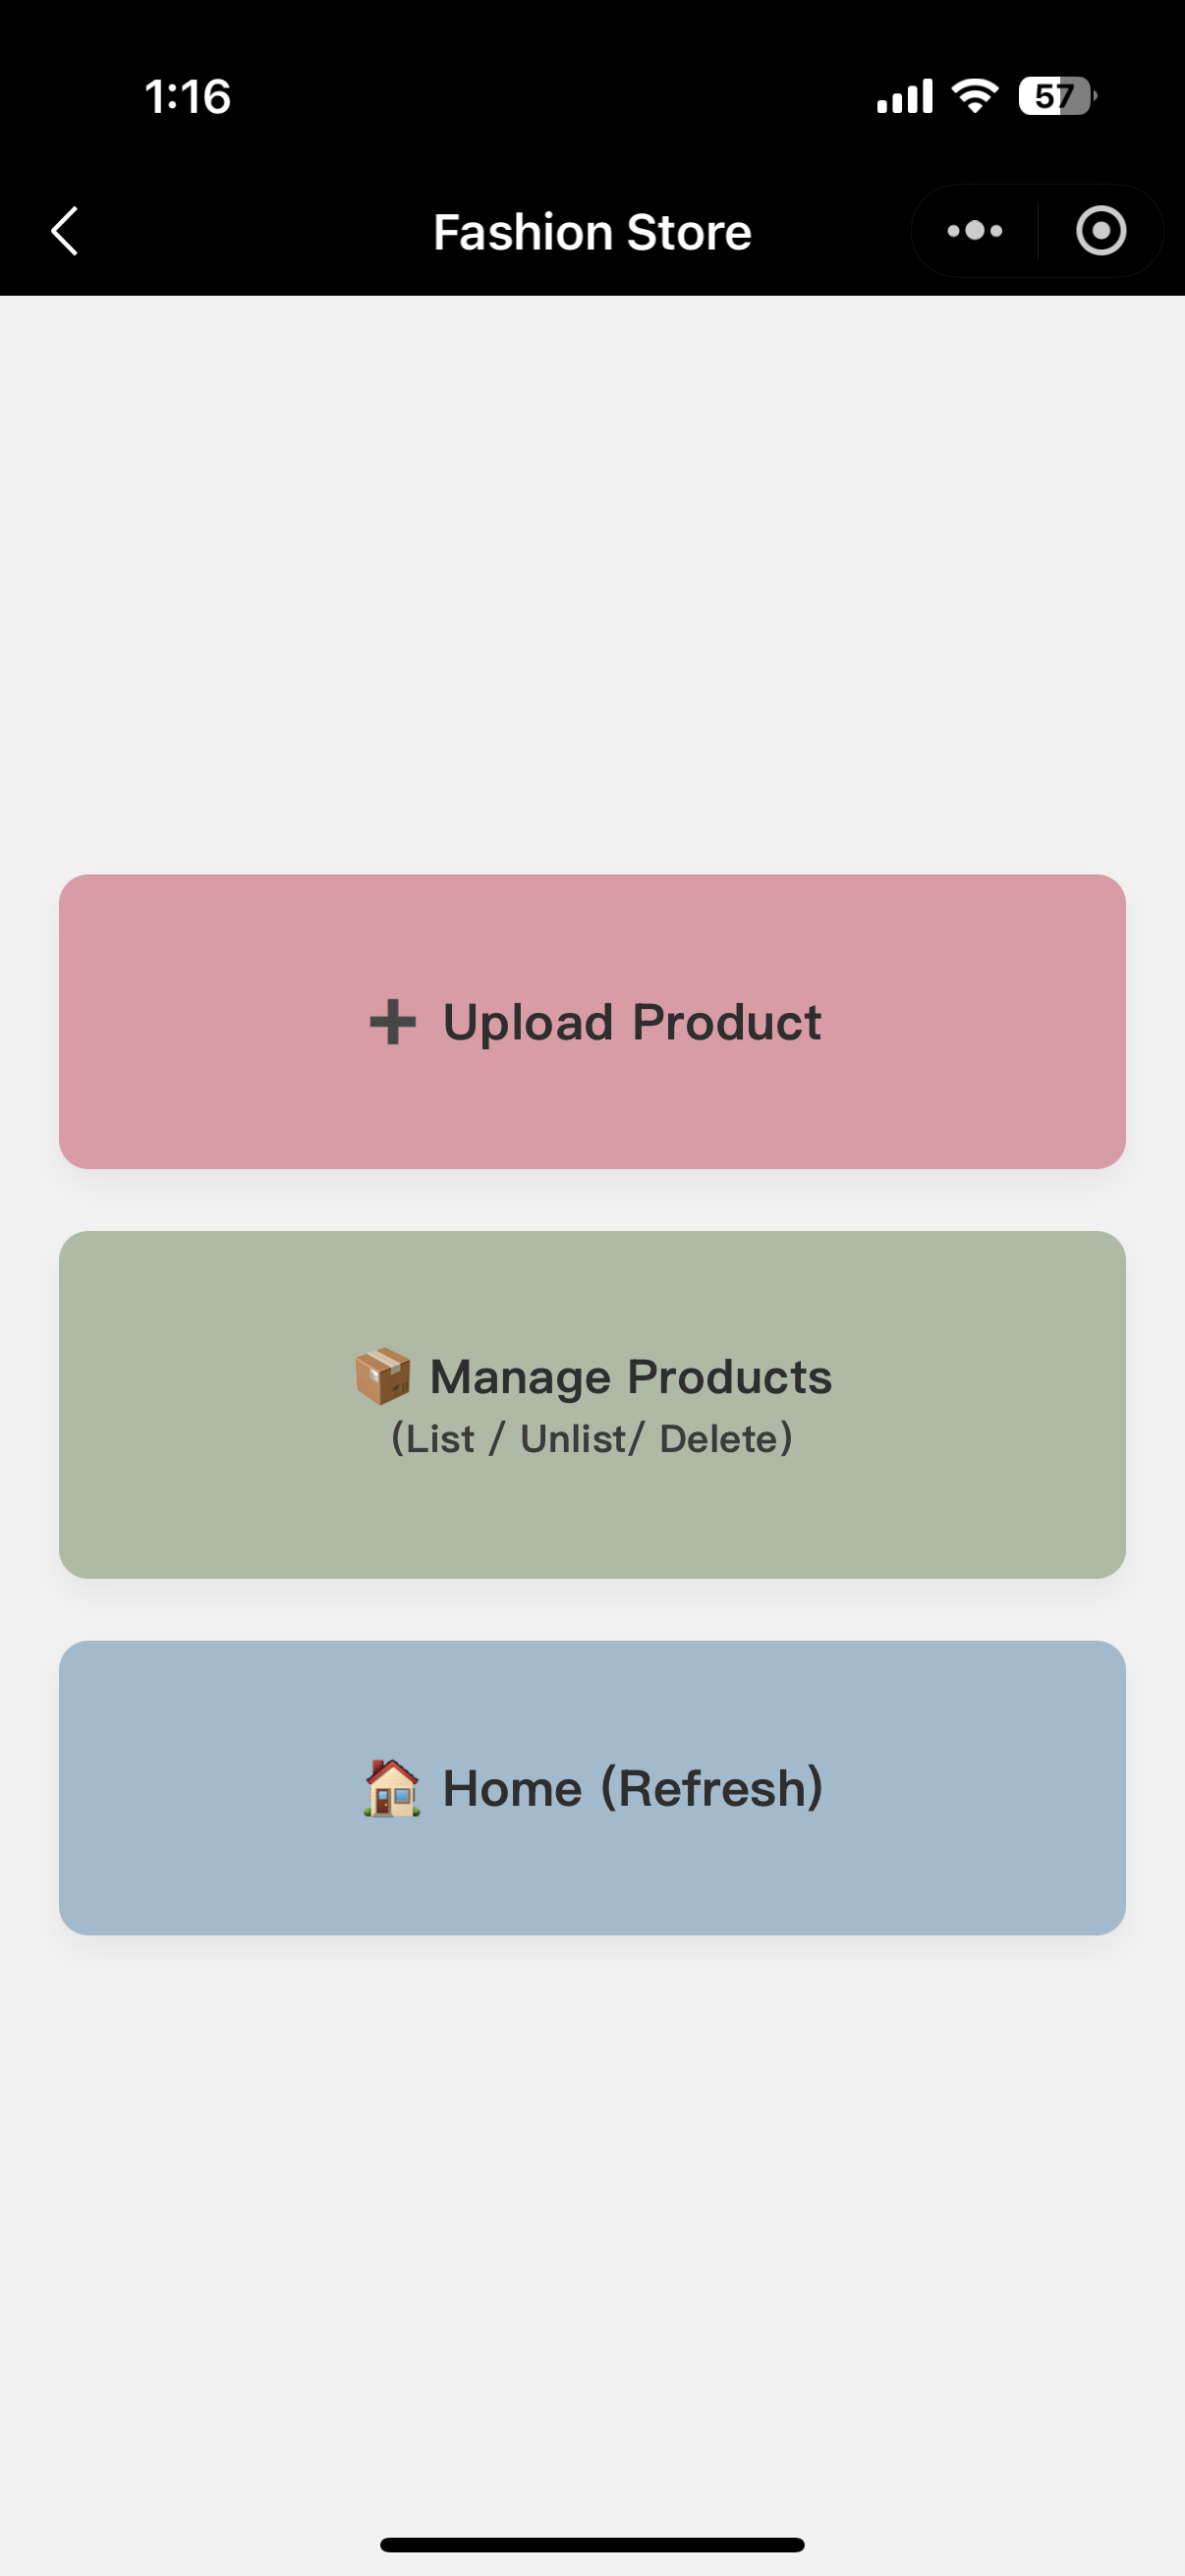 1:16
57
Fashion Store
➕ Upload Product
📦 Manage Products
(List / Unlist/ Delete)
🏠 Home (Refresh)